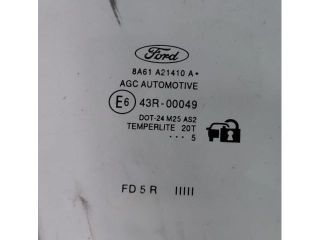 Ford
8A61 A21410 A•
AGC AUTOMOTIVE
E6 43R-00049
DOT-24 M25 AS2
TEMPERLITE 20T
··· 5
FD 5 R IIIII